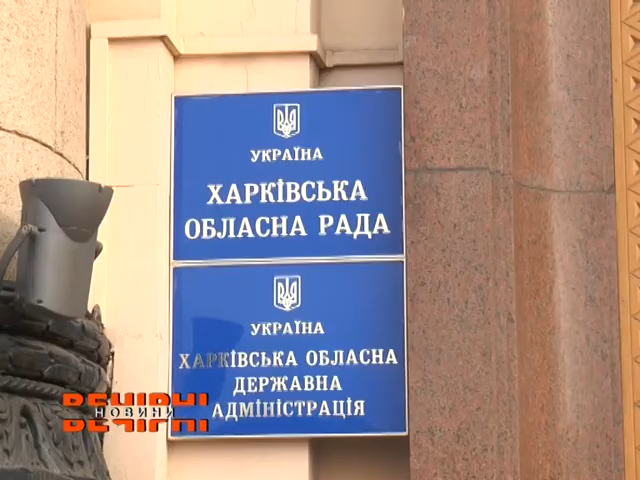 УКРАЇНА
ХАРКІВСЬКА
ОБЛАСНА РАДА
УКРАЇНА
ХАРКІВСЬКА ОБЛАСНА
ДЕРЖАВНА
АДМІНІСТРАЦІЯ
ВЕЧІРНІ
НОВИНИ